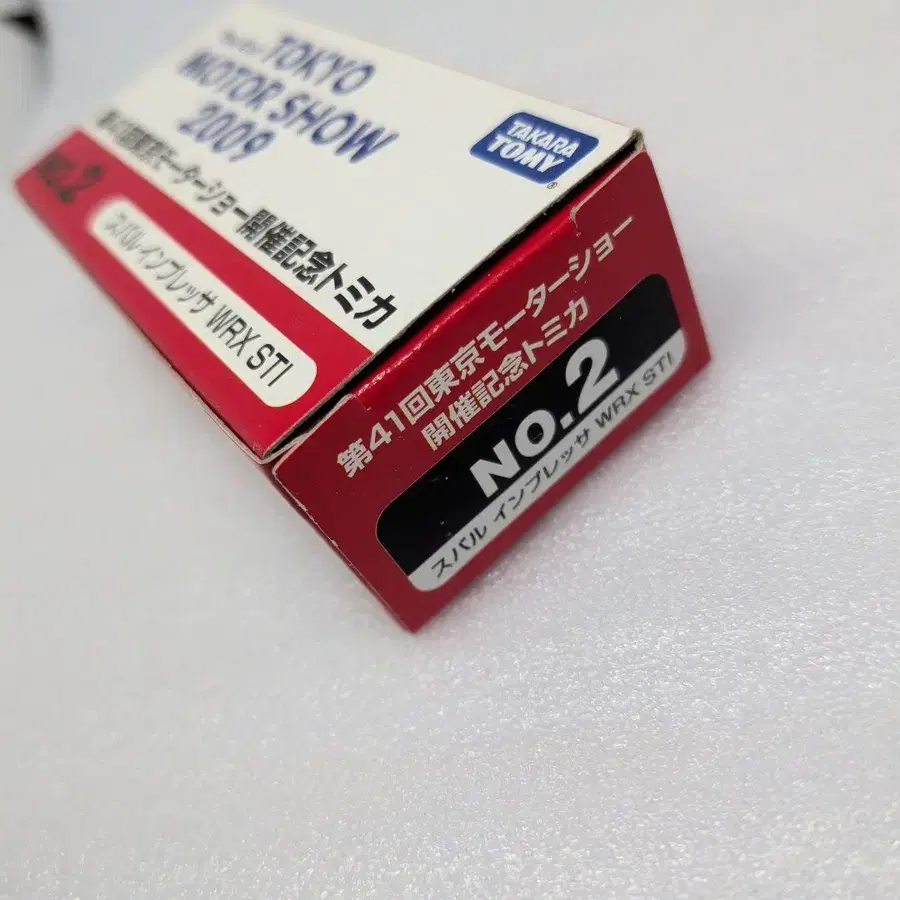 TOKYO
MOTOR SHOW
2009
第41回東京モーターショー開催記念トミカ
NO.2
スバル インプレッサ WRX STI
TAKARA
TOMY
第41回東京モーターショー
開催記念トミカ
NO.2
スバル インプレッサ WRX STI